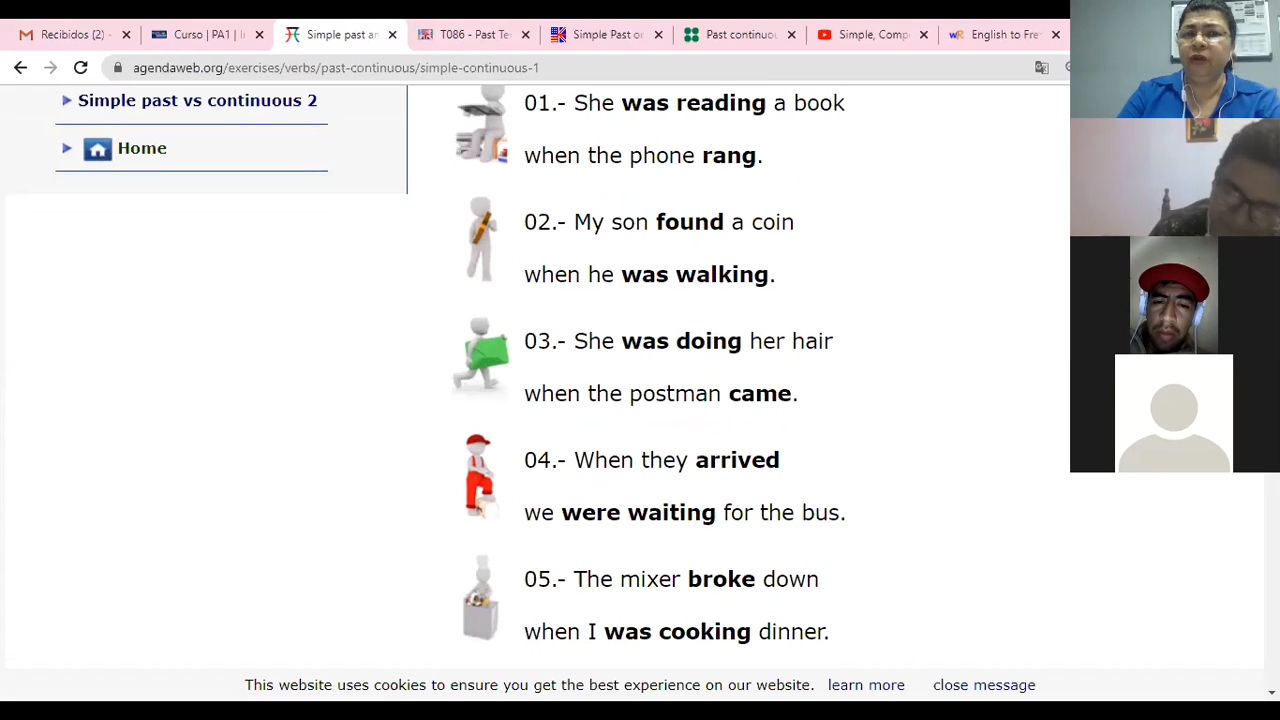 Recibidos (2) -
Curso | PA1 | I
Simple past an
T086 - Past Te
Simple Past or
Past continuou
Simple, Comp
English to Fre
agendaweb.org/exercises/verbs/past-continuous/simple-continuous-1
Simple past vs continuous 2
Home
01.- She was reading a book
when the phone rang.
02.- My son found a coin
when he was walking.
03.- She was doing her hair
when the postman came.
04.- When they arrived
we were waiting for the bus.
05.- The mixer broke down
when I was cooking dinner.
This website uses cookies to ensure you get the best experience on our website. learn more close message